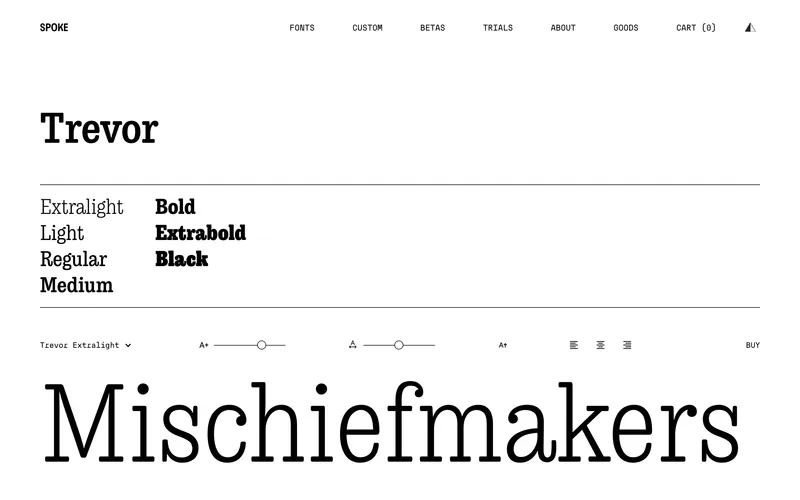 SPOKE FONTS CUSTOM BETAS TRIALS ABOUT GOODS CART (0)
Trevor
Extralight Bold
Light Extrabold
Regular Black
Medium
Trevor Extralight A+ A A+ BUY
Mischiefmakers